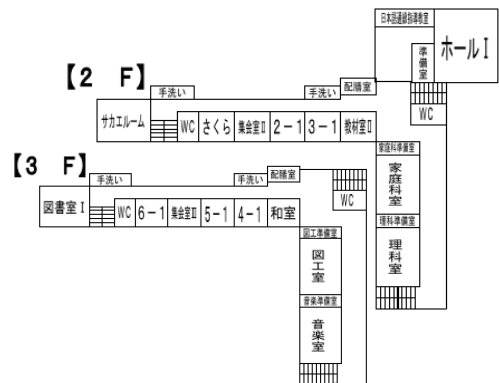 日本語通級指導教室
ホールⅠ
準備室
【2 F】
手洗い
手洗い
配膳室
WC
サカエルーム
WC
さくら
集会室Ⅱ
2-1
3-1
教材室Ⅱ
家庭科準備室
【3 F】
手洗い
手洗い
配膳室
家庭科室
WC
図書室Ⅰ
WC
6-1
集会室Ⅲ
5-1
4-1
和室
理科準備室
図工準備室
理科室
図工室
音楽準備室
音楽室